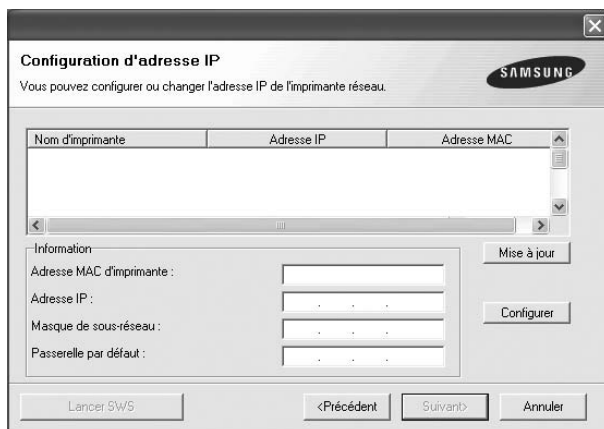 Configuration d'adresse IP
Vous pouvez configurer ou changer l'adresse IP de l'imprimante réseau.
SAMSUNG
Nom d'imprimante Adresse IP Adresse MAC
Information
Adresse MAC d'imprimante :
Adresse IP :
Masque de sous-réseau :
Passerelle par défaut :
Mise à jour
Configurer
Lancer SWS <Précédent Suivant> Annuler